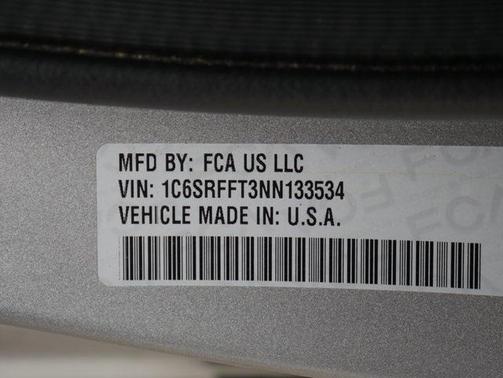 MFD BY: FCA US LLC
VIN: 1C6SRFFT3NN133534
VEHICLE MADE IN: U.S.A.